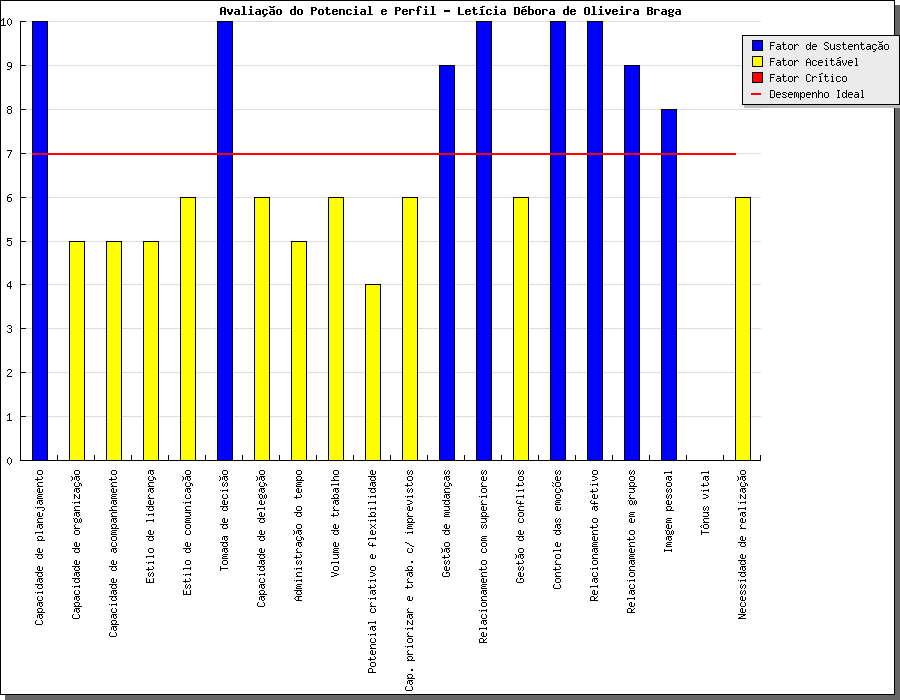 Avaliação do Potencial e Perfil - Letícia Débora de Oliveira Braga
Fator de Sustentação
Fator Aceitável
Fator Crítico
Desempenho Ideal
10
9
8
7
6
5
4
3
2
1
0
Capacidade de planejamento
Capacidade de organização
Capacidade de acompanhamento
Estilo de liderança
Estilo de comunicação
Tomada de decisão
Capacidade de delegação
Administração do tempo
Volume de trabalho
Potencial criativo e flexibilidade
Cap. priorizar e trab. c/ imprevistos
Gestão de mudanças
Relacionamento com superiores
Gestão de conflitos
Controle das emoções
Relacionamento afetivo
Relacionamento em grupos
Imagem pessoal
Tônus vital
Necessidade de realização